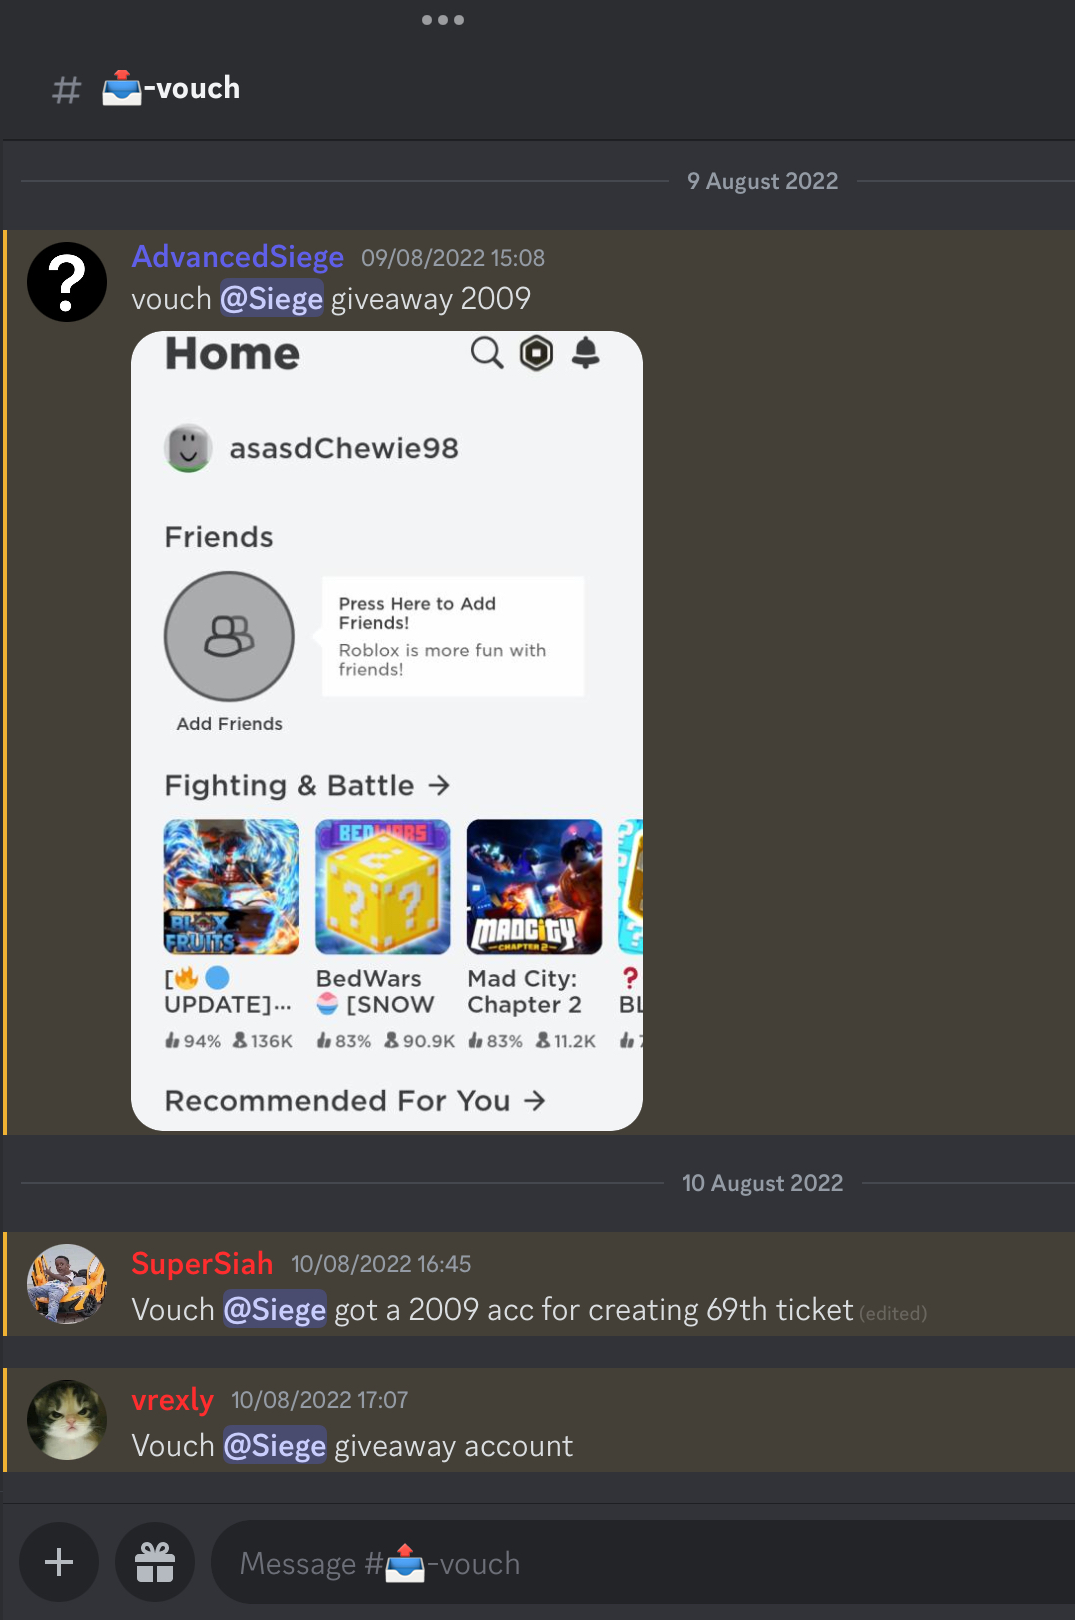 # 📤-vouch
9 August 2022
AdvancedSiege 09/08/2022 15:08
vouch @Siege giveaway 2009
Home
asasdChewie98
Friends
Press Here to Add
Friends!
Roblox is more fun with
friends!
Add Friends
Fighting & Battle →
BLOX
FRUITS
BEDWARS
MADCITY
CHAPTER 2
[🔥🔵
UPDATE]...
94% 136K
BedWars
🍧 [SNOW
83% 90.9K
Mad City:
Chapter 2
83% 11.2K
❓
BL
Recommended For You →
10 August 2022
SuperSiah 10/08/2022 16:45
Vouch @Siege got a 2009 acc for creating 69th ticket (edited)
vrexly 10/08/2022 17:07
Vouch @Siege giveaway account
Message #📤-vouch